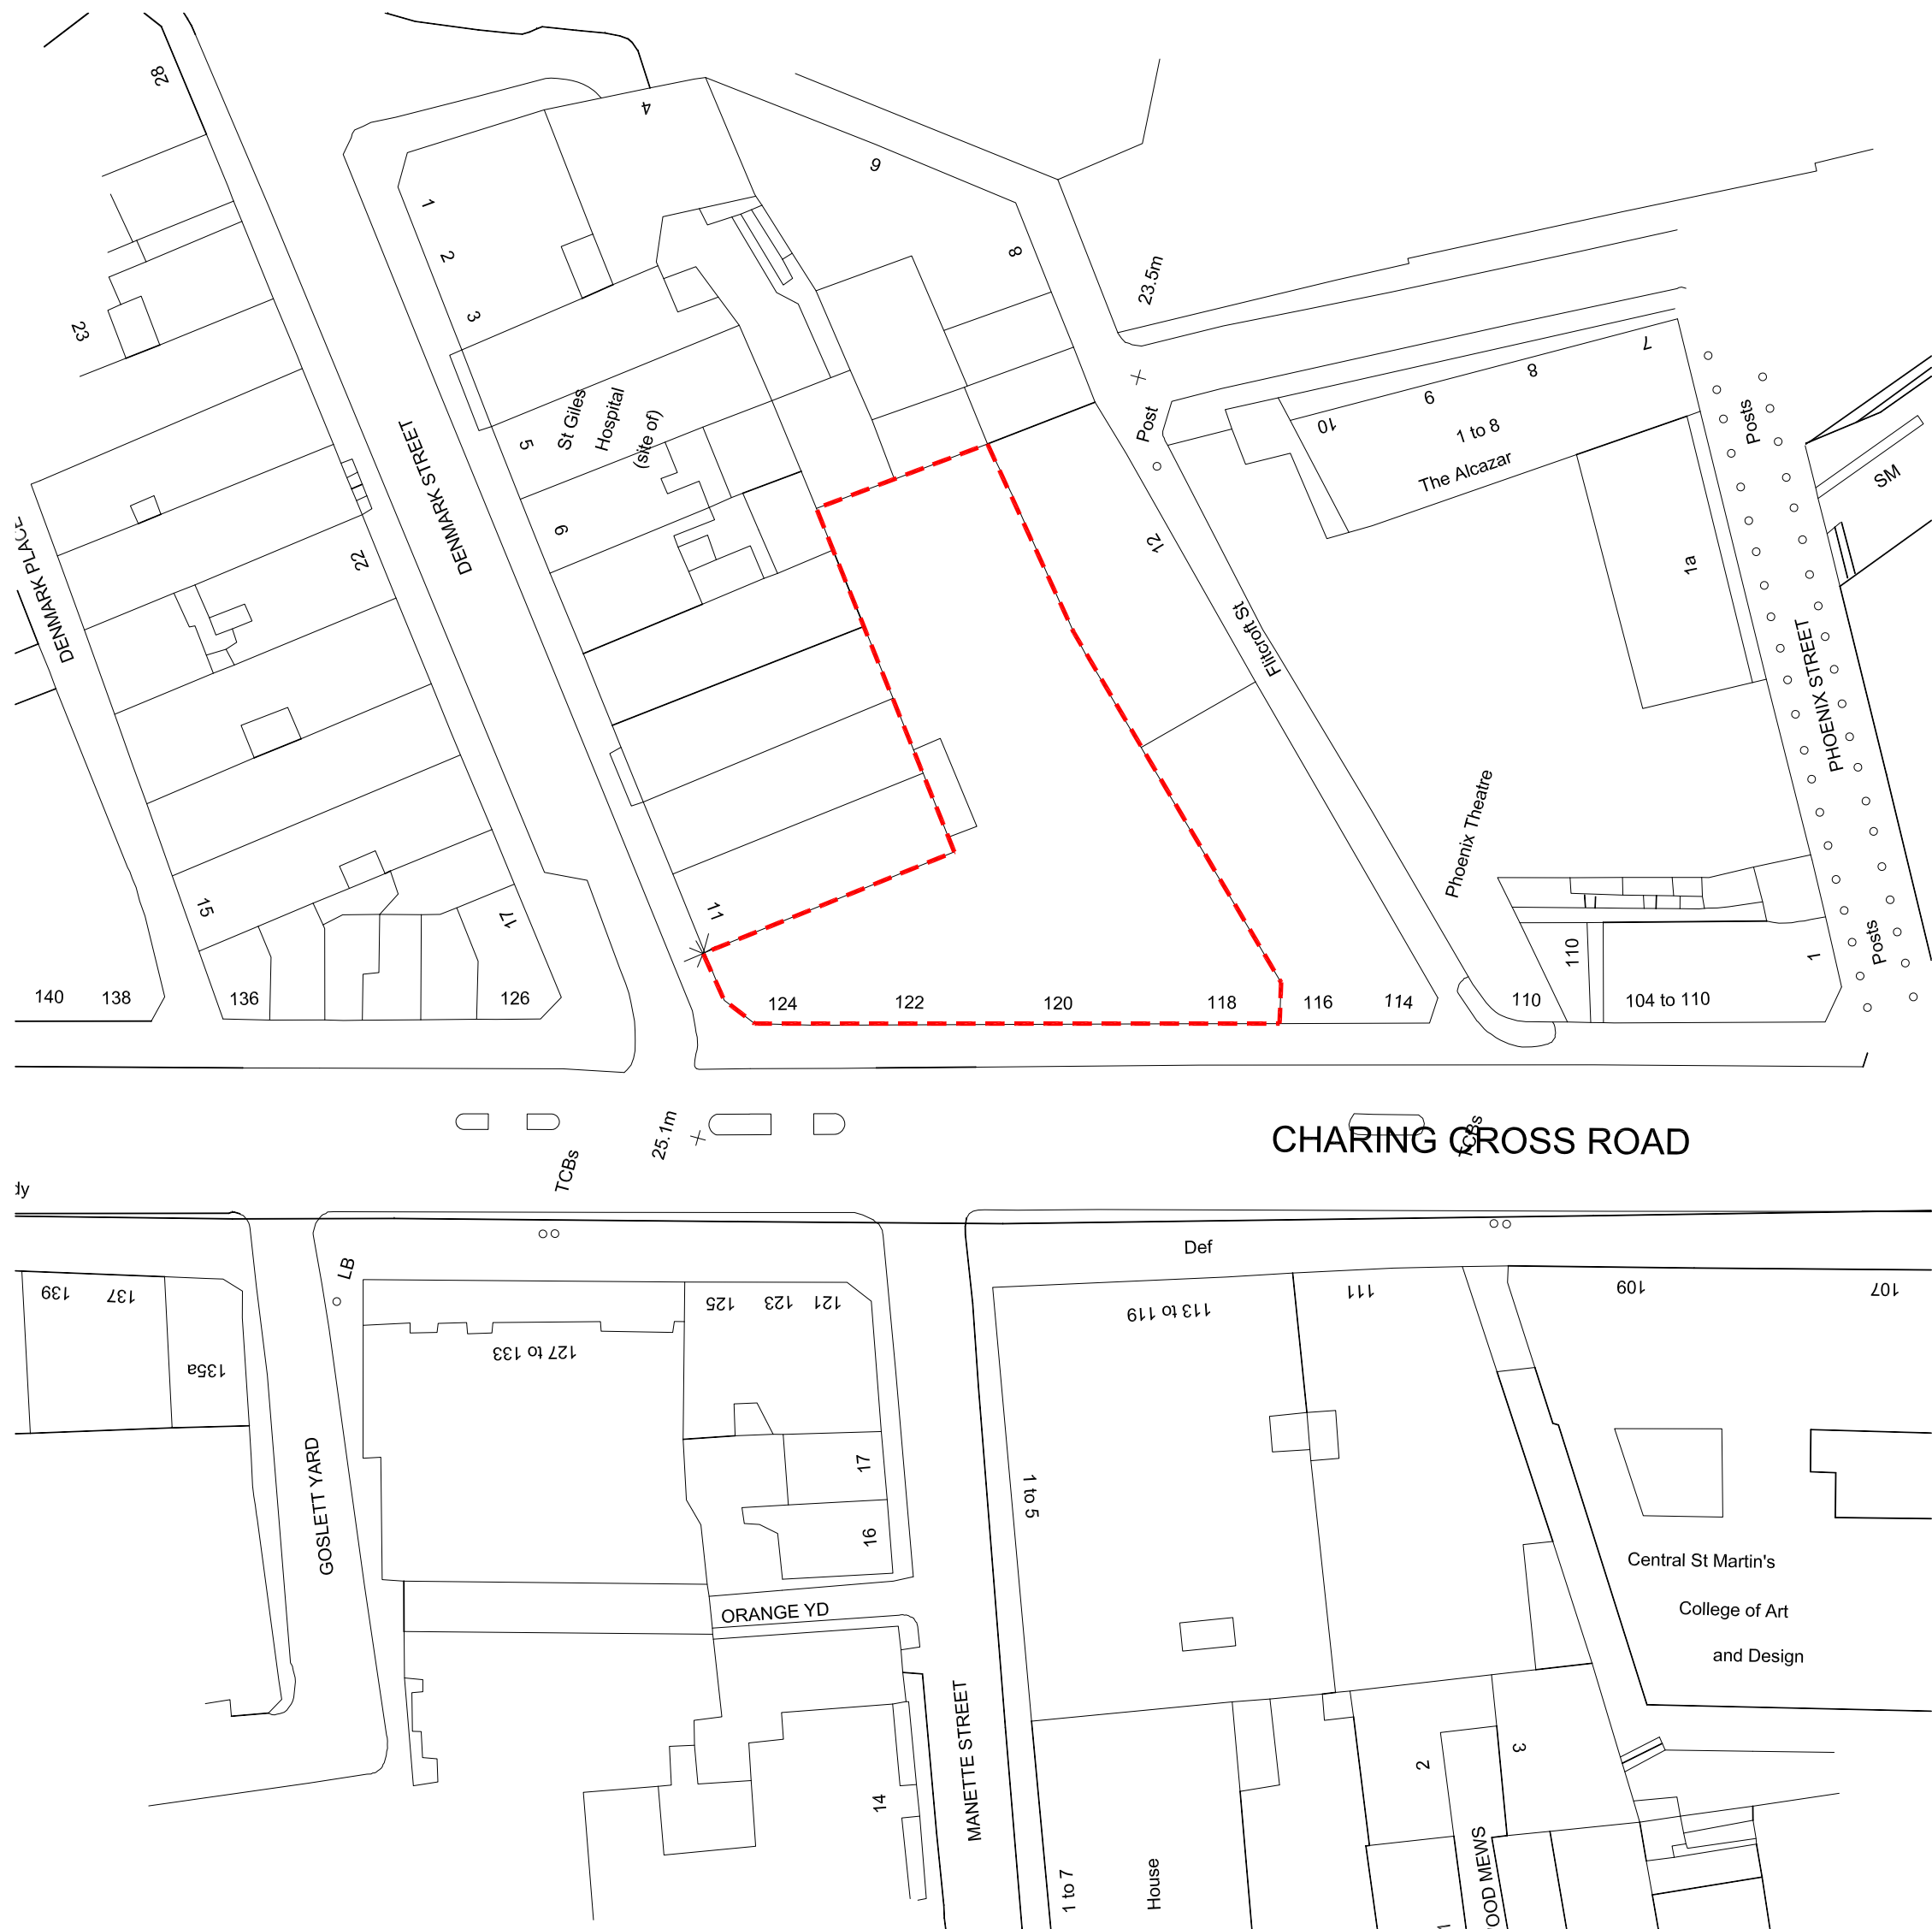 28
4
6
1
2
8
23.5m
3
23
7
8
9
10
1 to 8
The Alcazar
Post
Posts
SM
St Giles
Hospital
(site of)
5
DENMARK STREET
6
22
12
1a
DENMARK PLACE
Flitcroft St
PHOENIX STREET
Phoenix Theatre
15
17
11
110
1
Posts
140
138
136
126
124
122
120
118
116
114
110
104 to 110
25.1m
TCBs
CHARING CROSS ROAD
TCBs
dy
Def
LB
139
137
135a
127 to 133
125
123
121
113 to 119
111
109
107
GOSLETT YARD
17
16
1 to 5
ORANGE YD
Central St Martin's
College of Art
and Design
MANETTE STREET
14
2
3
1 to 7
House
OOD MEWS
1